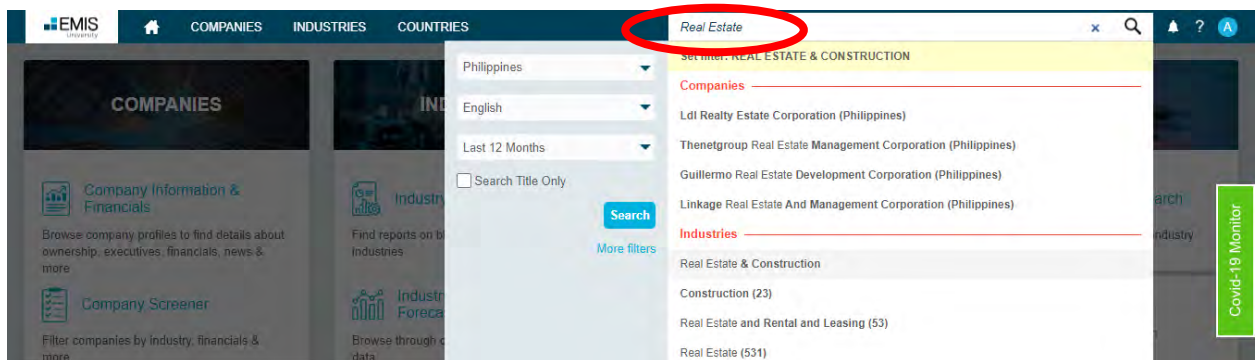 EMIS
University
COMPANIES
INDUSTRIES
COUNTRIES
Real Estate
x
?
A
Philippines
English
Last 12 Months
Search Title Only
Search
More filters
Set filter: REAL ESTATE & CONSTRUCTION
Companies
Ldl Realty Estate Corporation (Philippines)
Thenetgroup Real Estate Management Corporation (Philippines)
Guillermo Real Estate Development Corporation (Philippines)
Linkage Real Estate And Management Corporation (Philippines)
Industries
Real Estate & Construction
Construction (23)
Real Estate and Rental and Leasing (53)
Real Estate (531)
COMPANIES
Company Information &
Financials
Browse company profiles to find details about
ownership, executives, financials, news &
more
Company Screener
Filter companies by industry, financials &
more
IND
Industry
Find reports on
industries
Industr
Foreca
Browse through
data
arch
industry
Covid-19 Monitor